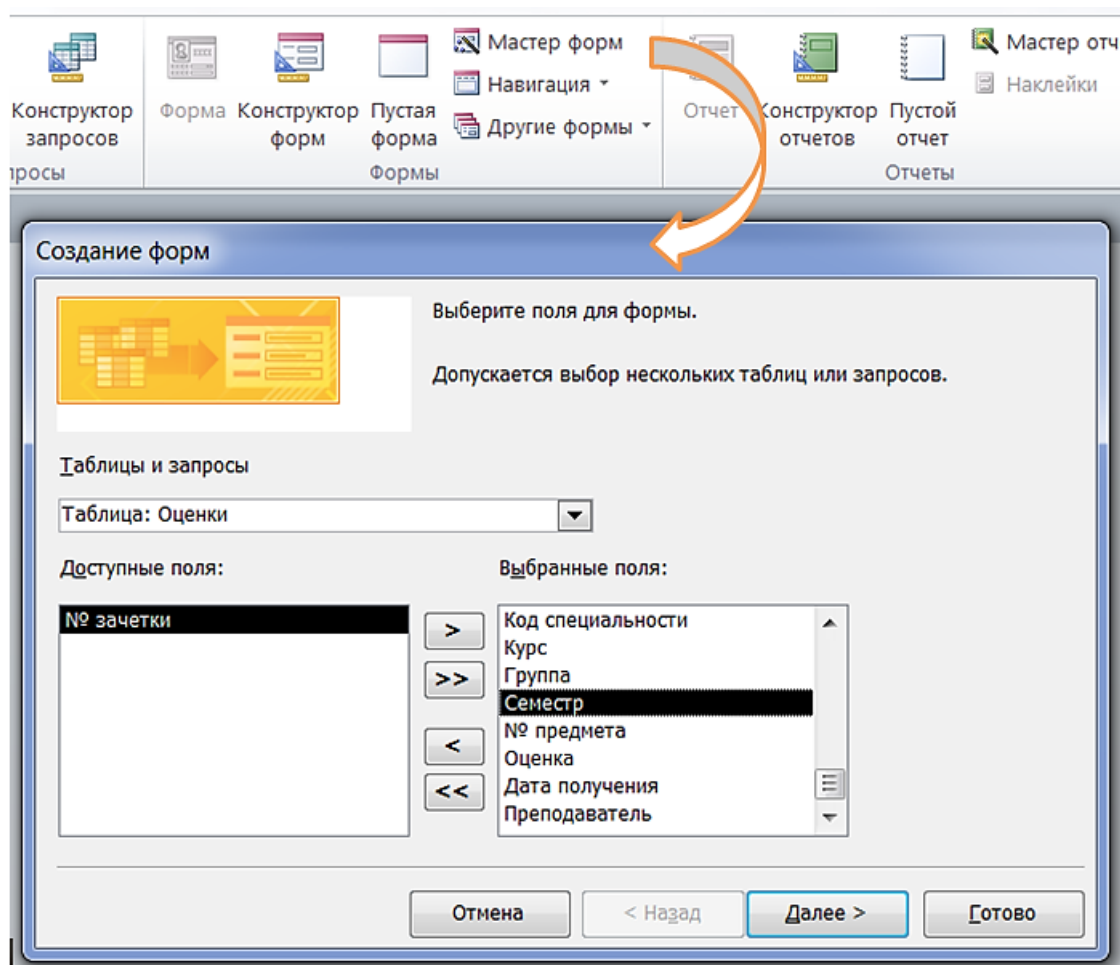 Мастер форм
Мастер отч
Навигация
Наклейки
Конструктор запросов
Форма
Конструктор форм
Пустая форма
Другие формы
Отчет
Конструктор отчетов
Пустой отчет
просы
Формы
Отчеты
Создание форм
Выберите поля для формы.
Допускается выбор нескольких таблиц или запросов.
Таблицы и запросы
Таблица: Оценки
Доступные поля:
Выбранные поля:
№ зачетки
Код специальности
Курс
Группа
Семестр
№ предмета
Оценка
Дата получения
Преподаватель
>
>>
<
<<
Отмена
< Назад
Далее >
Готово